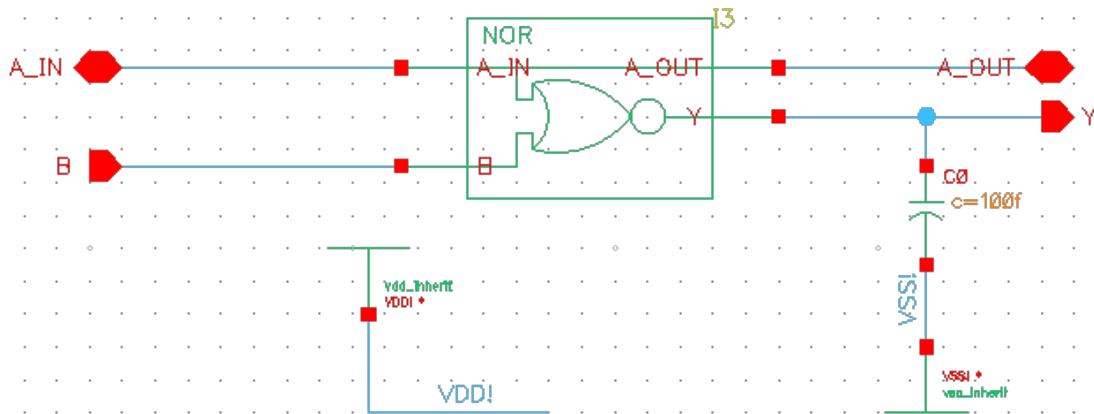 I3
NOR
A_IN
A_IN
A_OUT
A_OUT
Y
Y
B
B
C0
c=100f
VSS!
vdd_inherit
VDD! *
VDD!
VSS! *
vss_inherit